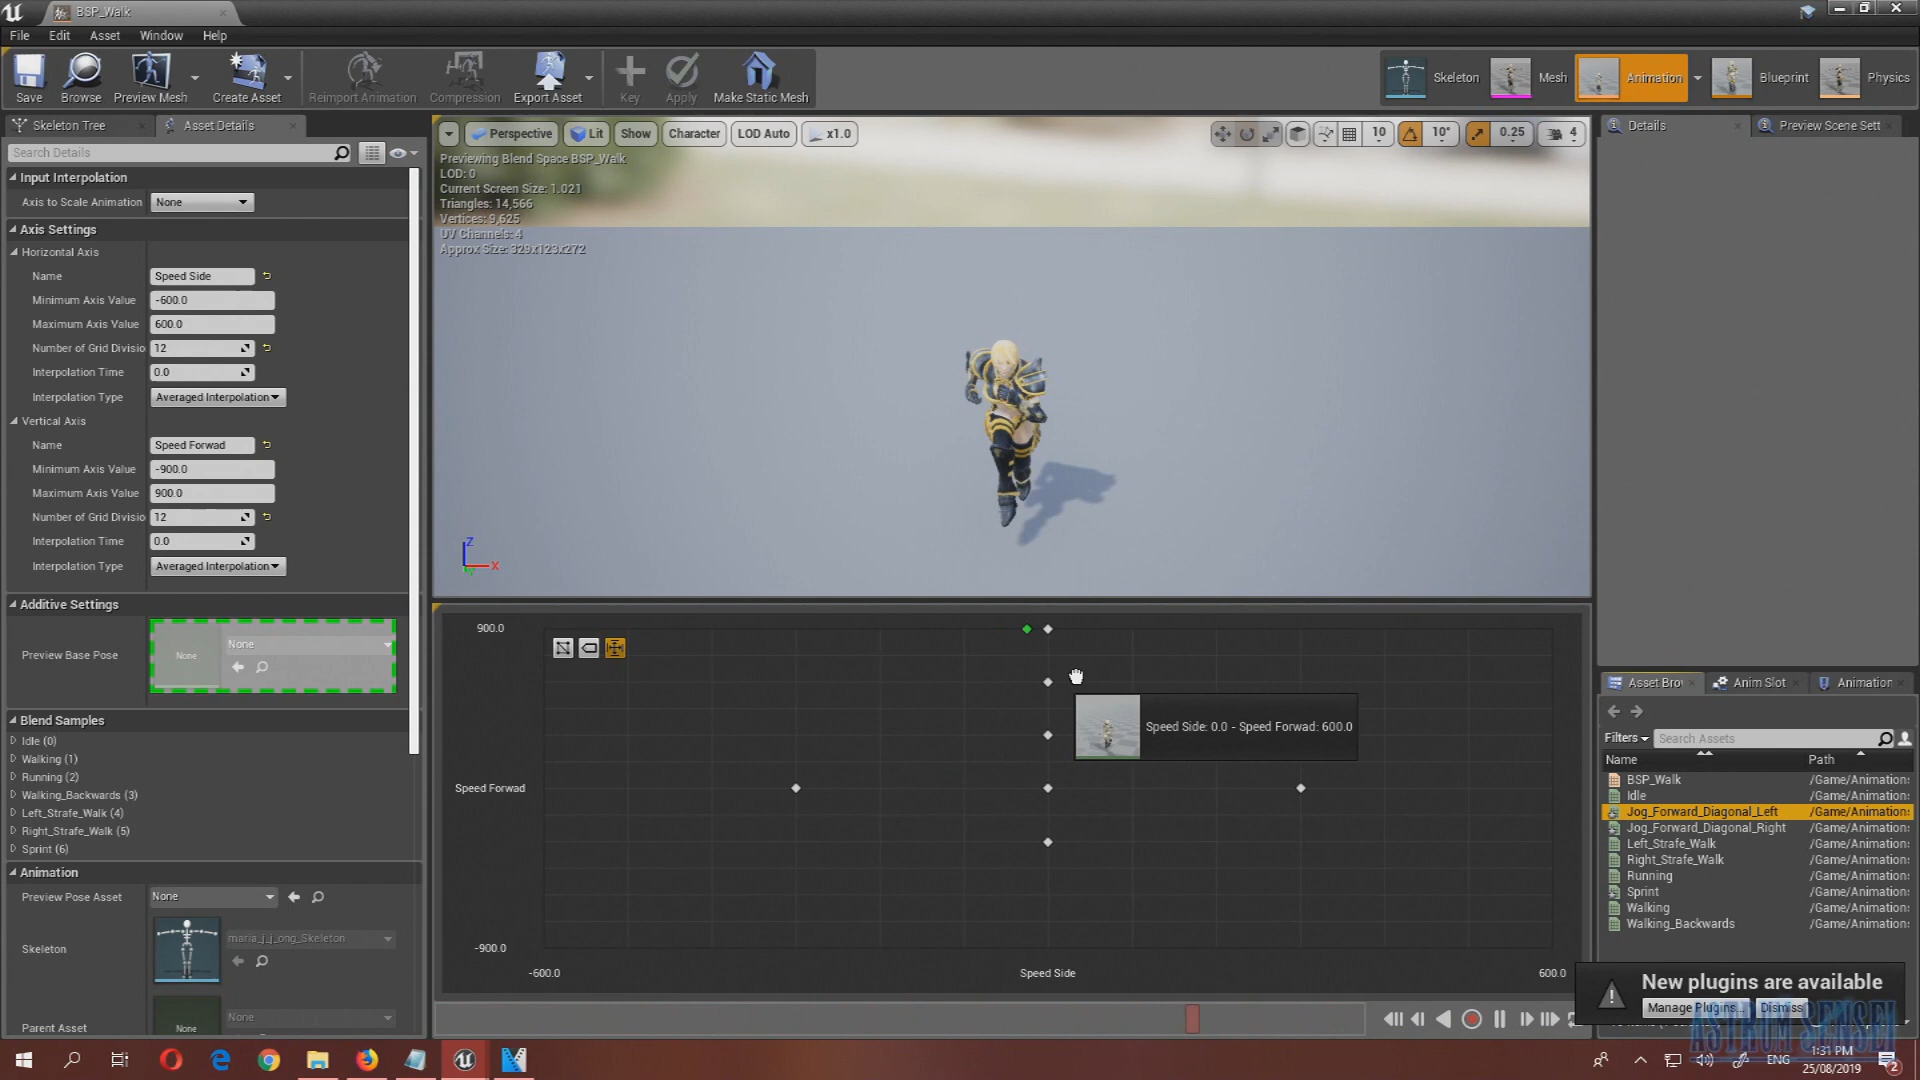 BSP_Walk
File Edit Asset Window Help
Save Browse Preview Mesh Create Asset Reimport Animation Compression Export Asset Key Apply Make Static Mesh
Skeleton Mesh Animation Blueprint Physics
Skeleton Tree Asset Details
Search Details
Input Interpolation
Axis to Scale Animation None
Axis Settings
Horizontal Axis
Name Speed Side
Minimum Axis Value -600.0
Maximum Axis Value 600.0
Number of Grid Divisio 12
Interpolation Time 0.0
Interpolation Type Averaged Interpolation
Vertical Axis
Name Speed Forwad
Minimum Axis Value -900.0
Maximum Axis Value 900.0
Number of Grid Divisio 12
Interpolation Time 0.0
Interpolation Type Averaged Interpolation
Additive Settings
Preview Base Pose None None
Blend Samples
Idle (0)
Walking (1)
Running (2)
Walking_Backwards (3)
Left_Strafe_Walk (4)
Right_Strafe_Walk (5)
Sprint (6)
Animation
Preview Pose Asset None
Skeleton maria_j_j_ong_Skeleton
Parent Asset None None
Perspective Lit Show Character LOD Auto x1.0 10 10° 0.25 4
Previewing Blend Space BSP_Walk
LOD: 0
Current Screen Size: 1.021
Triangles: 14,566
Vertices: 9,625
UV Channels: 4
Approx Size: 329x123x272
Z
X
900.0
Speed Side: 0.0 - Speed Forwad: 600.0
Speed Forwad
-900.0
-600.0 Speed Side 600.0
Details Preview Scene Sett
Asset Bro Anim Slot Animation
Filters Search Assets
Name Path
BSP_Walk /Game/Animation
Idle /Game/Animation
Jog_Forward_Diagonal_Left /Game/Animation
Jog_Forward_Diagonal_Right /Game/Animation
Left_Strafe_Walk /Game/Animation
Right_Strafe_Walk /Game/Animation
Running /Game/Animation
Sprint /Game/Animation
Walking /Game/Animation
Walking_Backwards /Game/Animation
New plugins are available
Manage Plugins... Dismiss
ASTRUM SENSEI
ENG 1:31 PM
25/08/2019 2